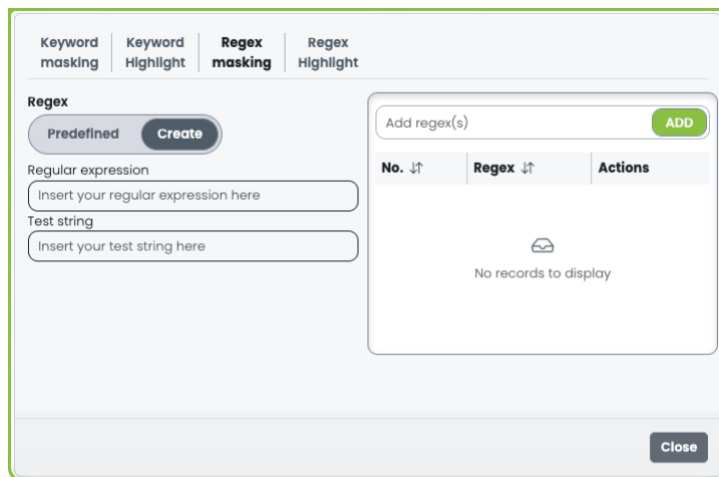 Keyword masking
Keyword Highlight
Regex masking
Regex Highlight
Regex
Predefined
Create
Regular expression
Insert your regular expression here
Test string
Insert your test string here
Add regex(s)
ADD
No.
Regex
Actions
No records to display
Close